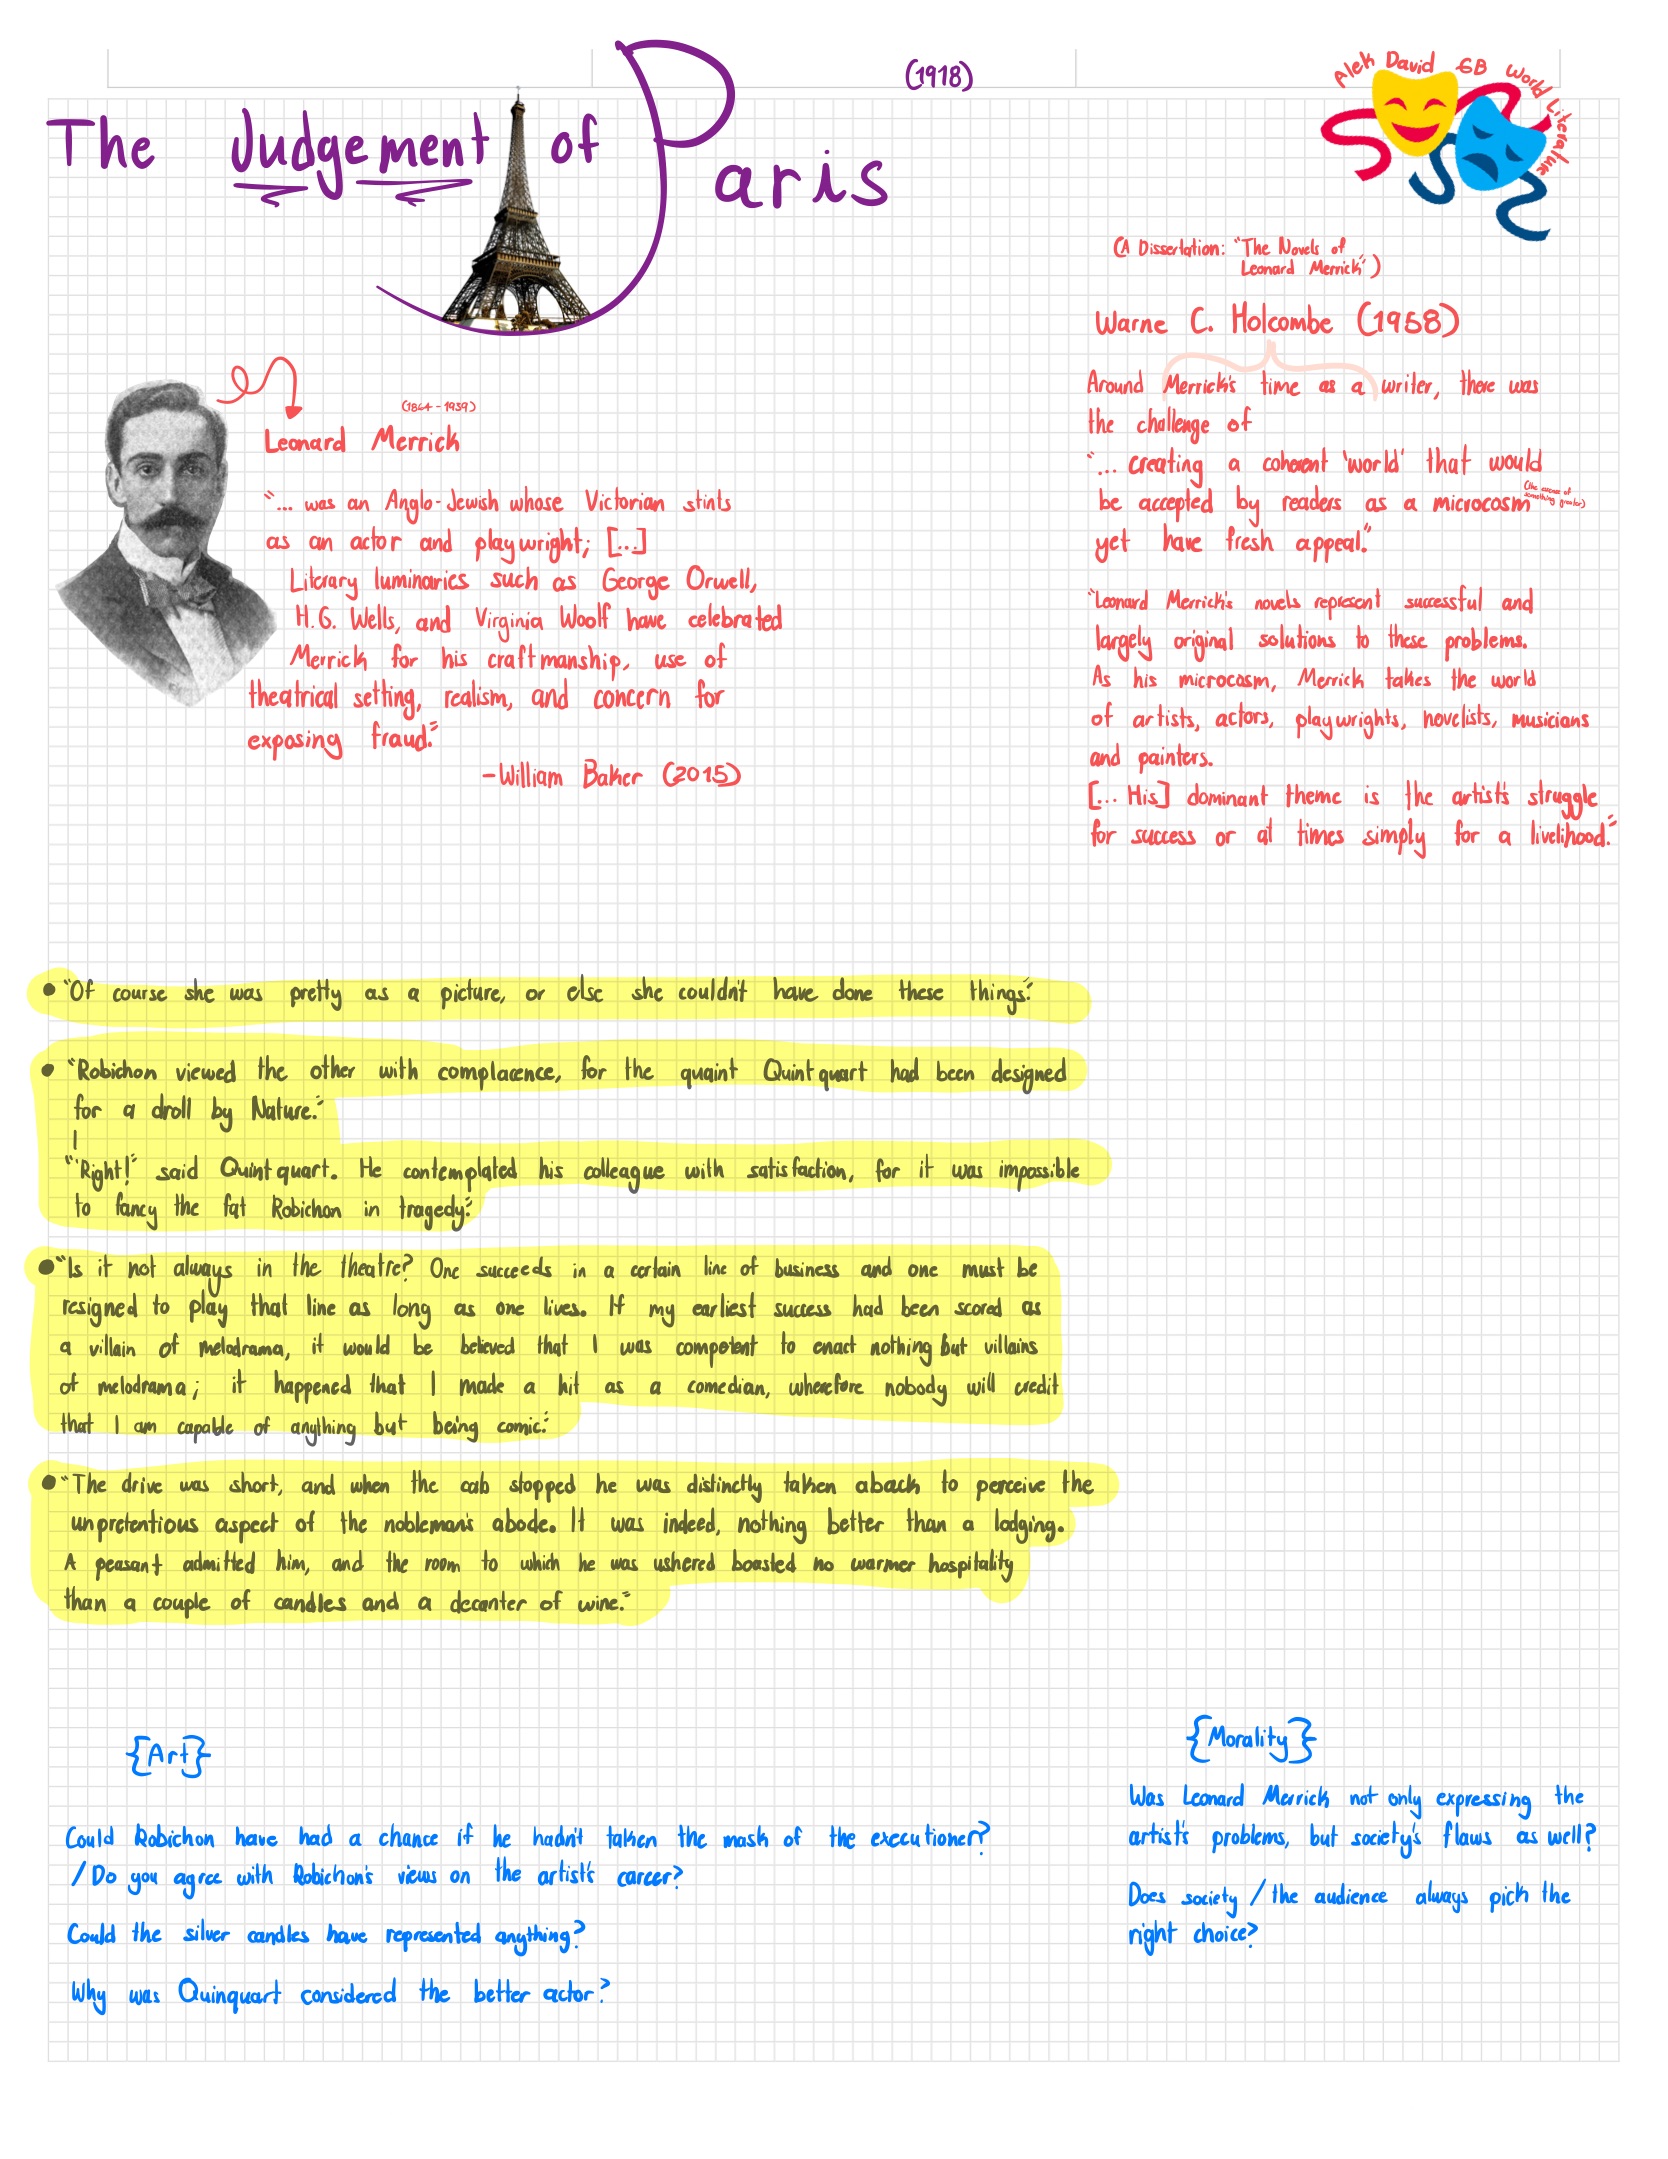 (1918)
The Judgement of Paris
Alek David GB World Literature
(A Dissertation: "The Novels of
Leonard Merrick")
Warne C. Holcombe (1958)
Around Merrick's time as a writer, there was
the challenge of
"... creating a coherent 'world' that would
be accepted by readers as a microcosm
(the essence of
something greater)
yet have fresh appeal."
"Leonard Merrick's novels represent successful and
largely original solutions to these problems.
As his microcosm, Merrick takes the world
of artists, actors, playwrights, novelists, musicians
and painters.
[... His] dominant theme is the artist's struggle
for success or at times simply for a livelihood."
(1864 - 1939)
Leonard Merrick
"... was an Anglo-Jewish whose Victorian stints
as an actor and playwright; [...]
Literary luminaries such as George Orwell,
H.G. Wells, and Virginia Woolf have celebrated
Merrick for his craftmanship, use of
theatrical setting, realism, and concern for
exposing fraud."
-William Baker (2015)
• "Of course she was pretty as a picture, or else she couldn't have done these things."
• "Robichon viewed the other with complacence, for the quaint Quintquart had been designed
for a droll by Nature."
|
"'Right!' said Quintquart. He contemplated his colleague with satisfaction, for it was impossible
to fancy the fat Robichon in tragedy."
• "Is it not always in the theatre? One succeeds in a certain line of business and one must be
resigned to play that line as long as one lives. If my earliest success had been scored as
a villain of melodrama, it would be believed that I was competent to enact nothing but villains
of melodrama; it happened that I made a hit as a comedian, wherefore nobody will credit
that I am capable of anything but being comic."
• "The drive was short, and when the cab stopped he was distinctly taken aback to perceive the
unpretentious aspect of the nobleman's abode. It was indeed, nothing better than a lodging.
A peasant admitted him, and the room to which he was ushered boasted no warmer hospitality
than a couple of candles and a decanter of wine."
{Art}
Could Robichon have had a chance if he hadn't taken the mask of the executioner?
/Do you agree with Robichon's views on the artist's career?
Could the silver candles have represented anything?
Why was Quinquart considered the better actor?
{Morality}
Was Leonard Merrick not only expressing the
artist's problems, but society's flaws as well?
Does society / the audience always pick the
right choice?